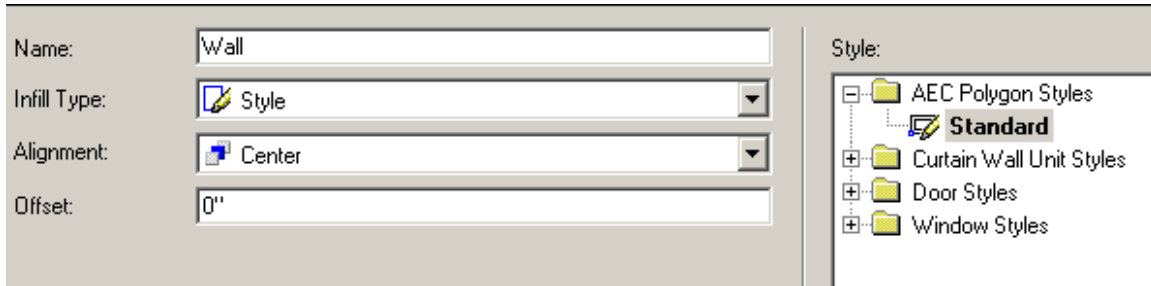 Name:
Wall
Infill Type:
Style
Alignment:
Center
Offset:
0"
Style:
AEC Polygon Styles
Standard
Curtain Wall Unit Styles
Door Styles
Window Styles